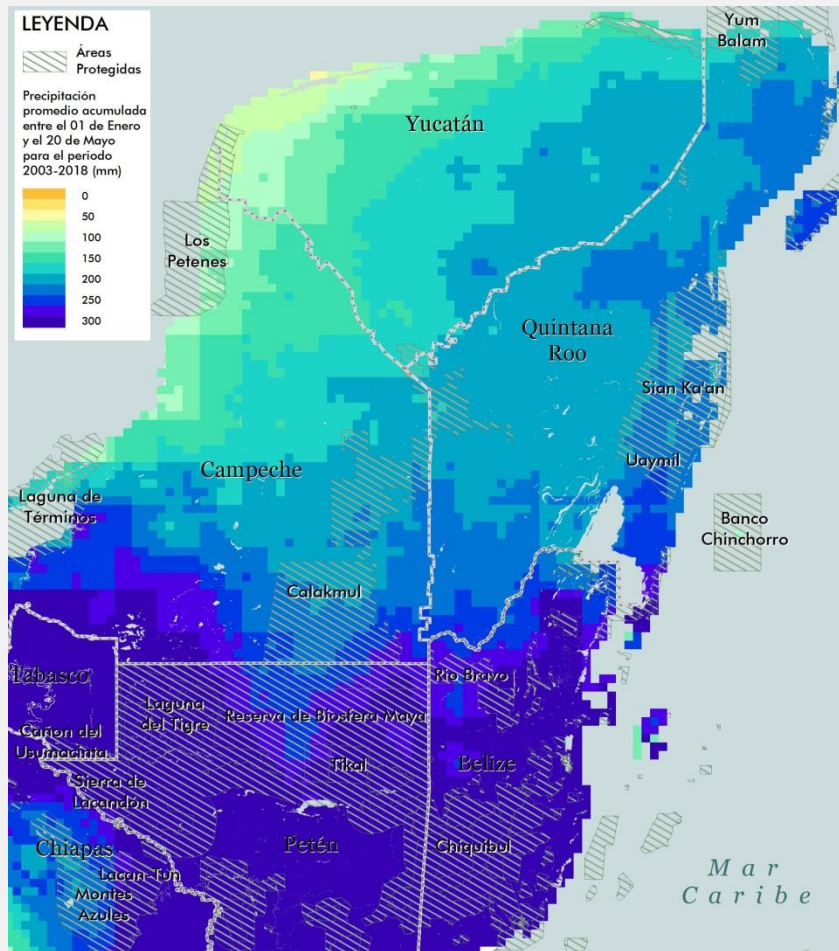 LEYENDA
Áreas
Protegidas
Precipitación
promedio acumulada
entre el 01 de Enero
y el 20 de Mayo
para el periodo
2003-2018 (mm)
0
50
100
150
200
250
300
Yum
Balam
Yucatán
Los
Petenes
Quintana
Roo
Sian Ka'an
Uaymil
Campeche
Laguna de
Términos
Banco
Chinchorro
Calakmul
Tabasco
Río Bravo
Laguna
del Tigre
Reserva de Biosfera Maya
Cañon del
Usumacinta
Tikal
Belize
Sierra de
Lacandón
Chiapas
Petén
Chiquibul
Lacan-Tun
Montes
Azules
Mar
Caribe